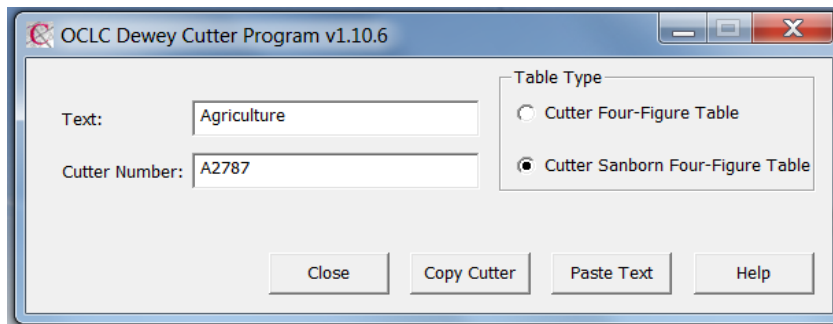 OCLC Dewey Cutter Program v1.10.6
Text: Agriculture
Cutter Number: A2787
Table Type
Cutter Four-Figure Table
Cutter Sanborn Four-Figure Table
Close Copy Cutter Paste Text Help